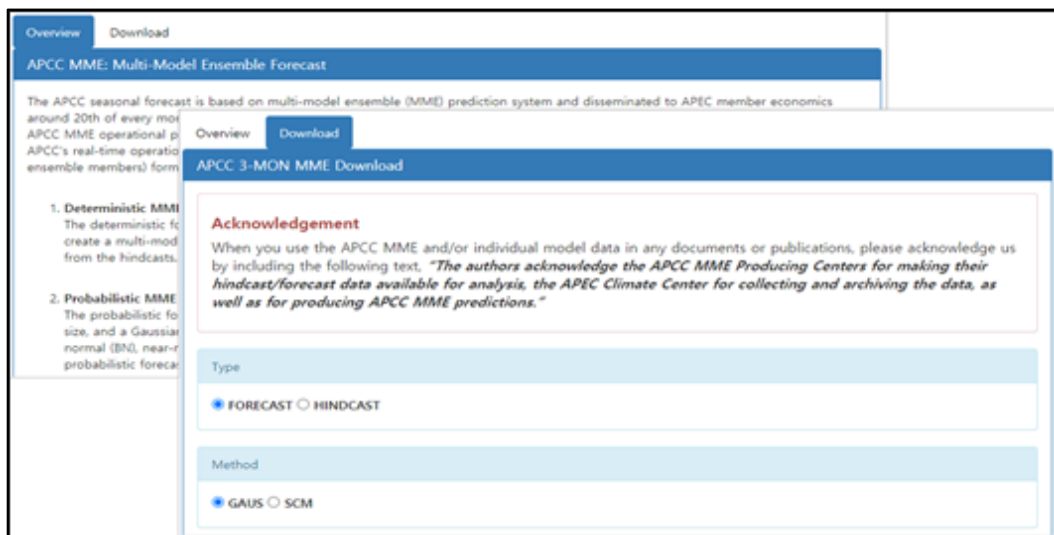 Overview Download
APCC MME: Multi-Model Ensemble Forecast
The APCC seasonal forecast is based on multi-model ensemble (MME) prediction system and disseminated to APEC member economics
around 20th of every mo
APCC MME operational p
APCC's real-time operatio
ensemble members) form
1. Deterministic MME
The deterministic fo
create a multi-mod
from the hindcasts.
2. Probabilistic MME
The probabilistic fo
size, and a Gaussian
normal (BN), near-n
probabilistic foreca
Overview Download
APCC 3-MON MME Download
Acknowledgement
When you use the APCC MME and/or individual model data in any documents or publications, please acknowledge us
by including the following text, "The authors acknowledge the APCC MME Producing Centers for making their
hindcast/forecast data available for analysis, the APEC Climate Center for collecting and archiving the data, as
well as for producing APCC MME predictions."
Type
FORECAST HINDCAST
Method
GAUS SCM